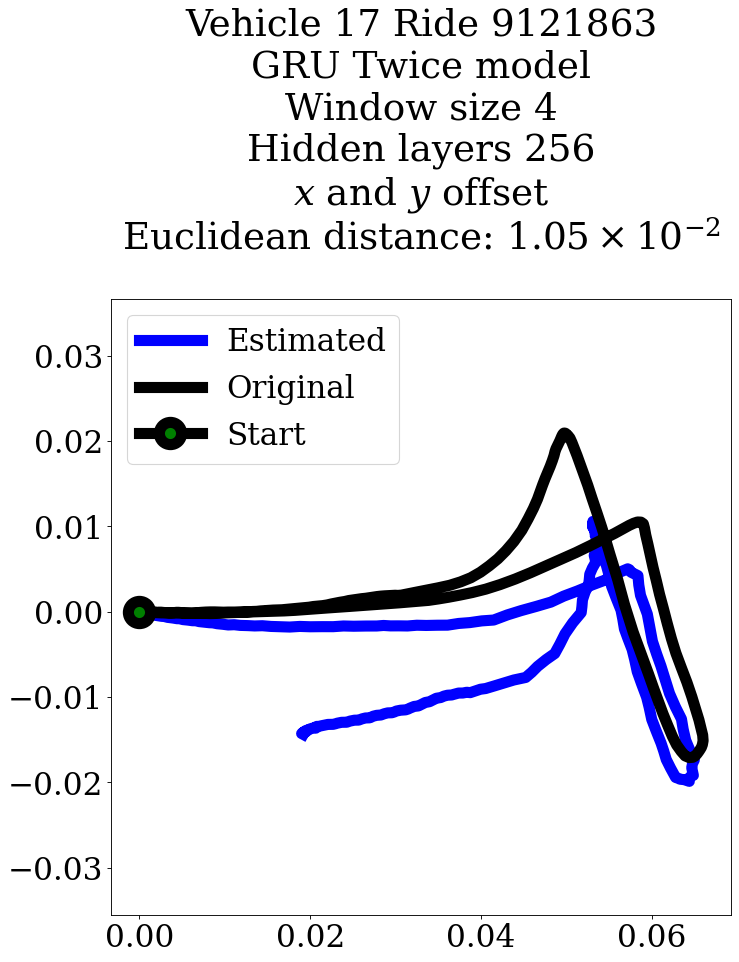 Vehicle 17 Ride 9121863
GRU Twice model
Window size 4
Hidden layers 256
x and y offset
Euclidean distance: 1.05 × 10⁻²
Estimated
Original
Start
0.03
0.02
0.01
0.00
−0.01
−0.02
−0.03
0.00 0.02 0.04 0.06